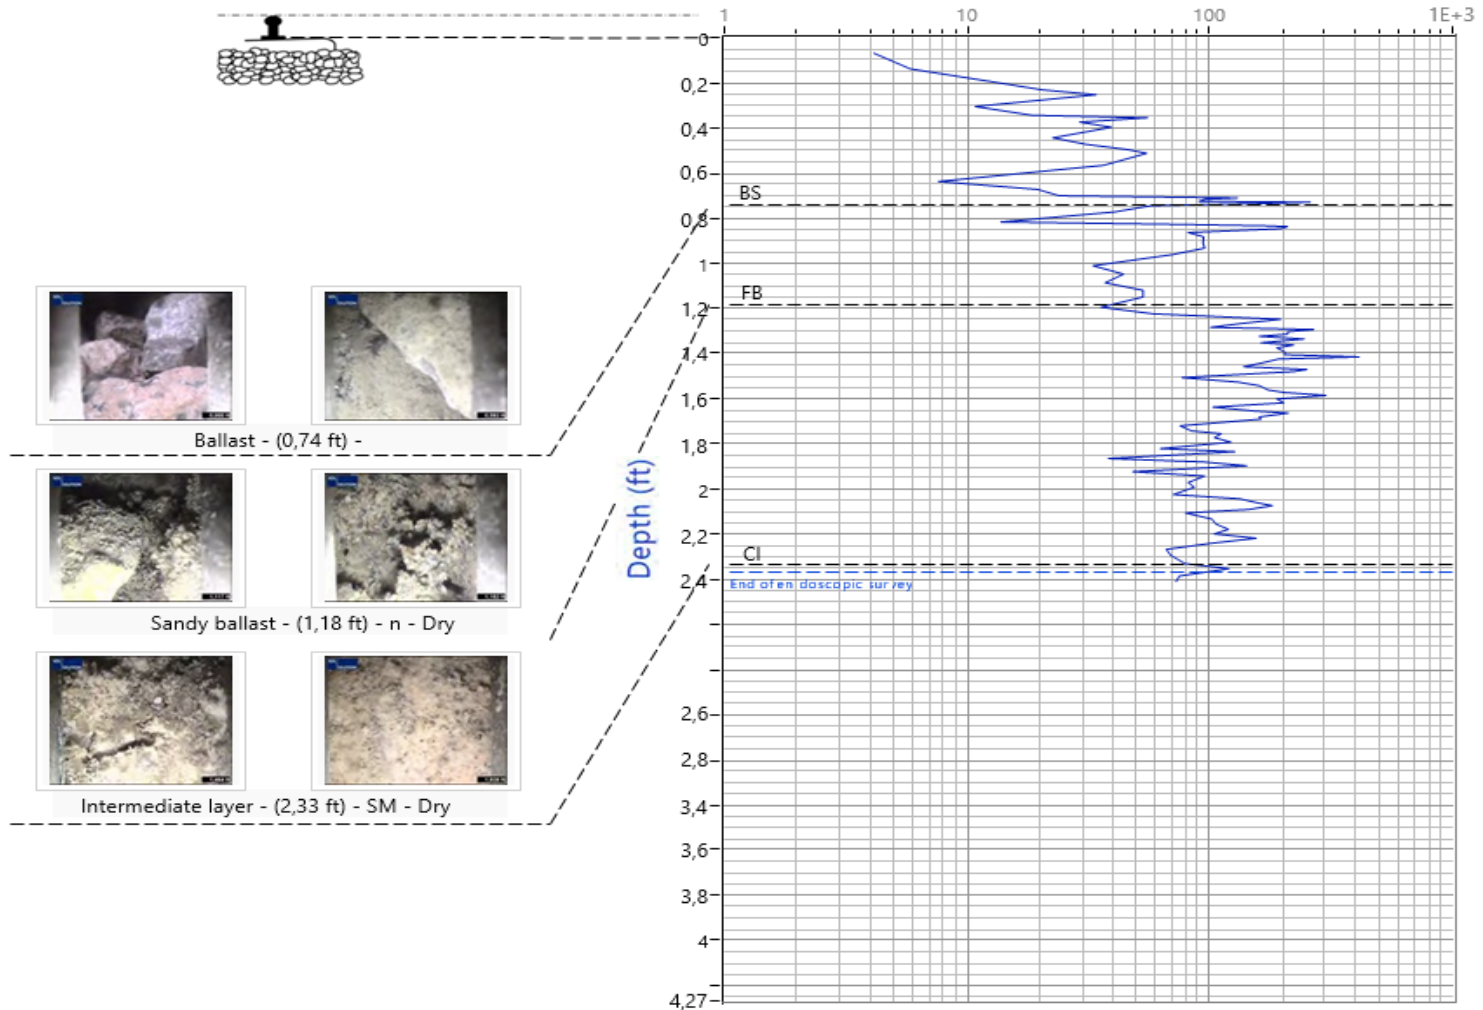 1 10 100 1E+3
0
0,2
0,4
0,6
BS
0,8
1
FB
1,2
1,4
1,6
1,8
2
2,2
CI
2,4
End of endoscopic survey
2,6
2,8
3,4
3,6
3,8
4
4,27
Depth (ft)
Ballast - (0,74 ft) -
Sandy ballast - (1,18 ft) - n - Dry
Intermediate layer - (2,33 ft) - SM - Dry